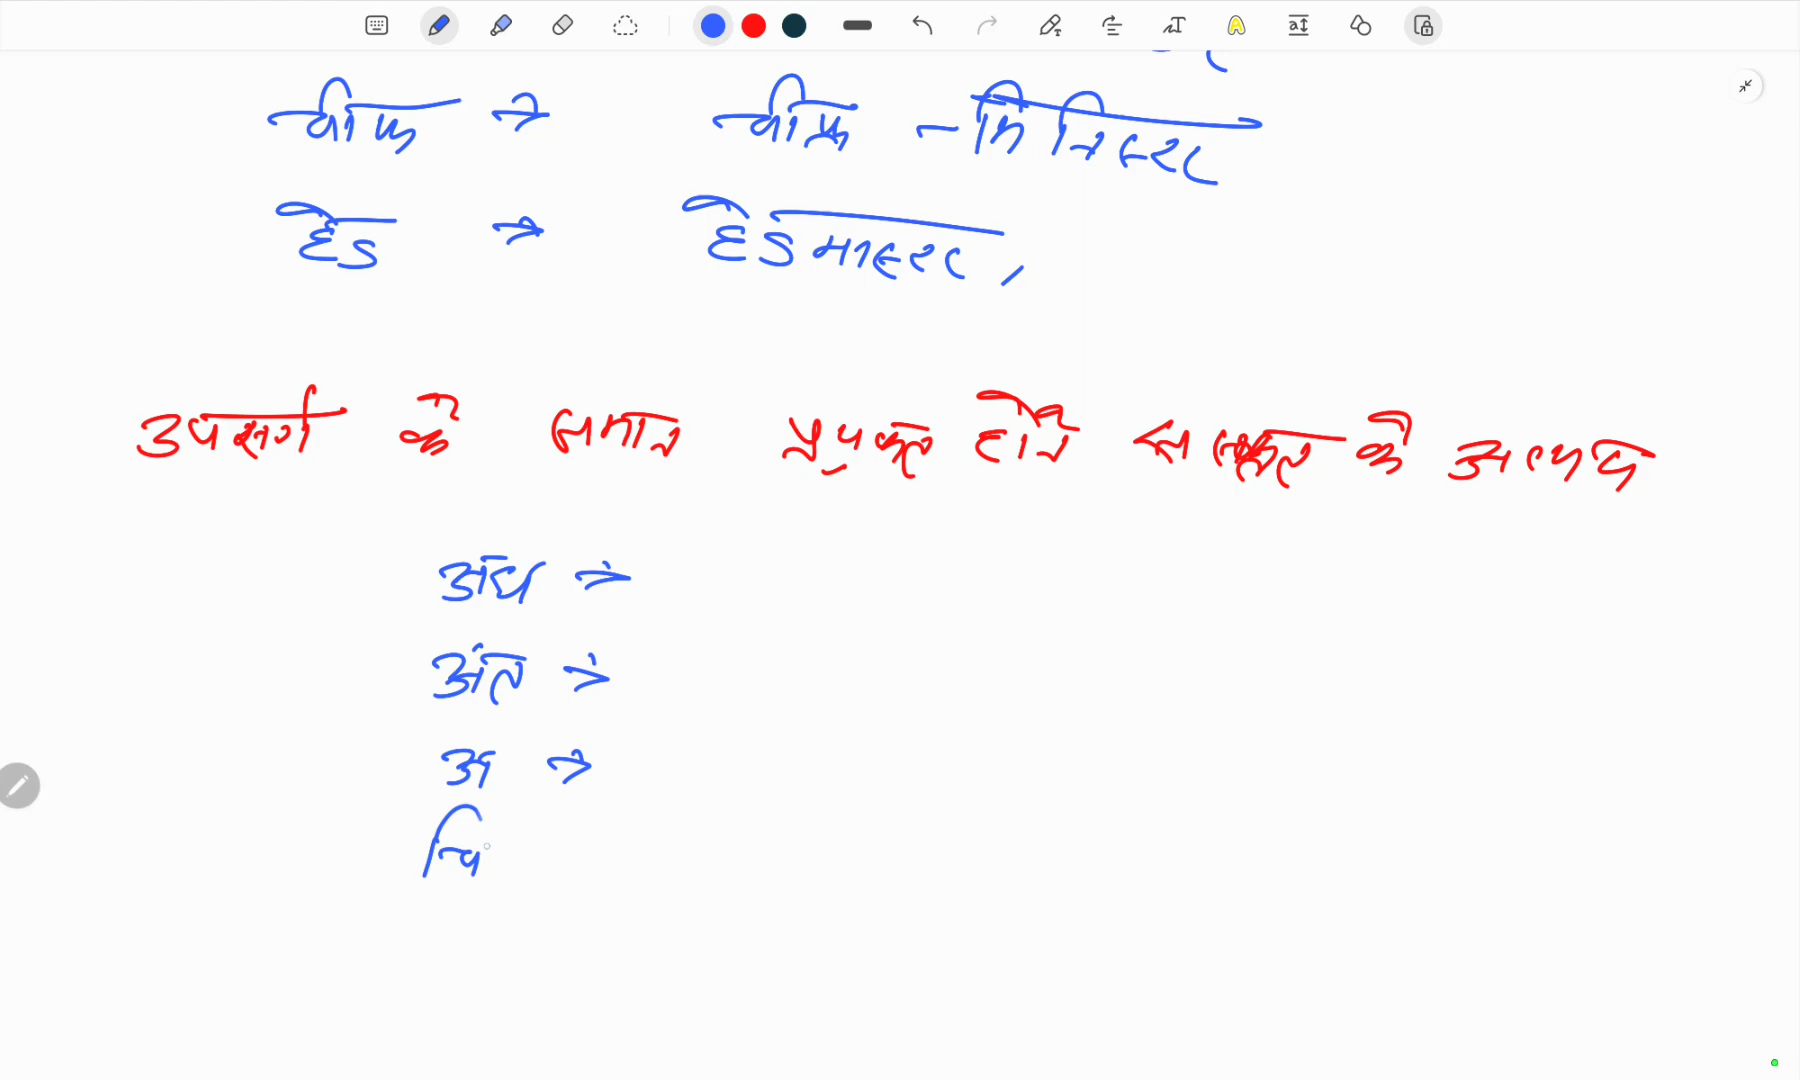 चीफ → चीफ - मिनिस्टर
हैड → हैडमास्टर,
उपसर्ग के समान प्रयुक्त होने संस्कृत के अव्यय
अधः →
अंतः →
अ →
चि